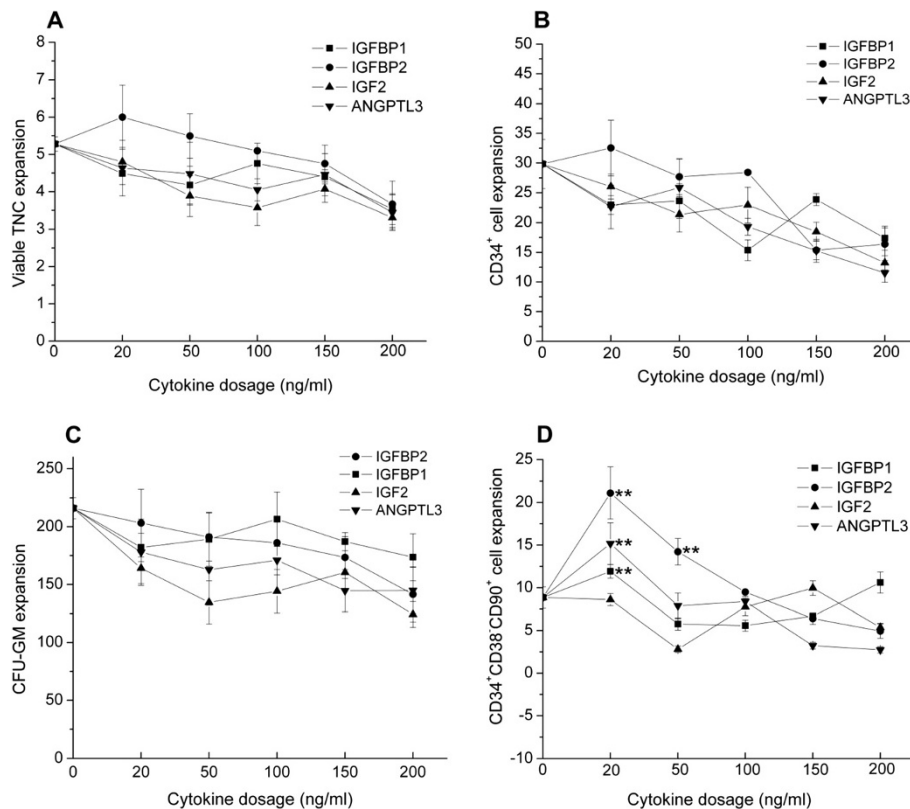 A
IGFBP1
IGFBP2
IGF2
ANGPTL3
Viable TNC expansion
8
7
6
5
4
3
2
1
0
0 20 50 100 150 200
Cytokine dosage (ng/ml)
B
IGFBP1
IGFBP2
IGF2
ANGPTL3
CD34+ cell expansion
50
45
40
35
30
25
20
15
10
5
0
0 20 50 100 150 200
Cytokine dosage (ng/ml)
C
IGFBP2
IGFBP1
IGF2
ANGPTL3
CFU-GM expansion
250
200
150
100
50
0
0 20 50 100 150 200
Cytokine dosage (ng/ml)
D
IGFBP1
IGFBP2
IGF2
ANGPTL3
CD34+CD38-CD90+ cell expansion
25
20
15
10
5
0
-5
-10
**
**
**
**
0 20 50 100 150 200
Cytokine dosage (ng/ml)